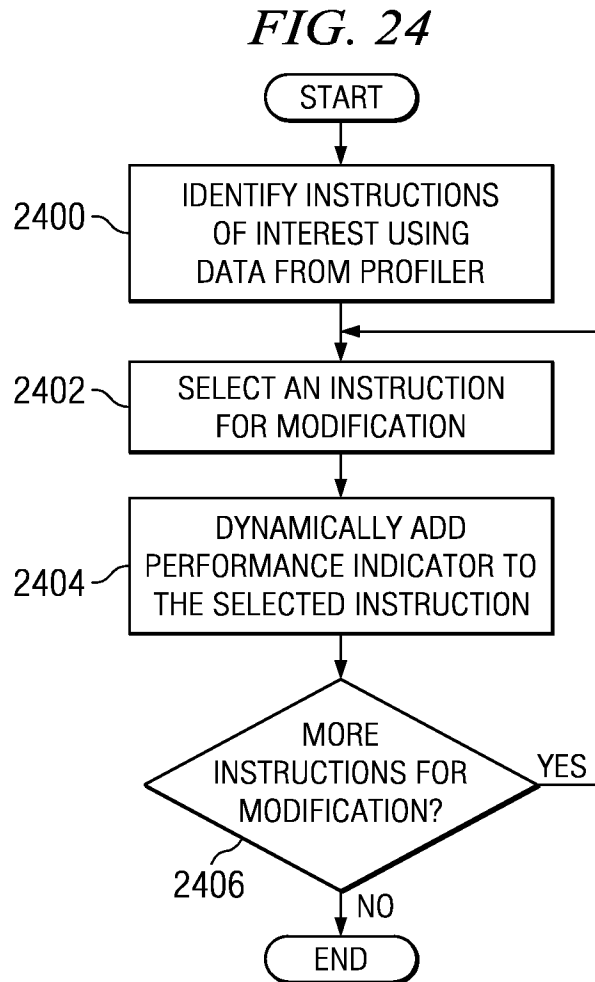 FIG. 24
START
2400
IDENTIFY INSTRUCTIONS
OF INTEREST USING
DATA FROM PROFILER
2402
SELECT AN INSTRUCTION
FOR MODIFICATION
2404
DYNAMICALLY ADD
PERFORMANCE INDICATOR TO
THE SELECTED INSTRUCTION
MORE
INSTRUCTIONS FOR
MODIFICATION?
YES
2406
NO
END